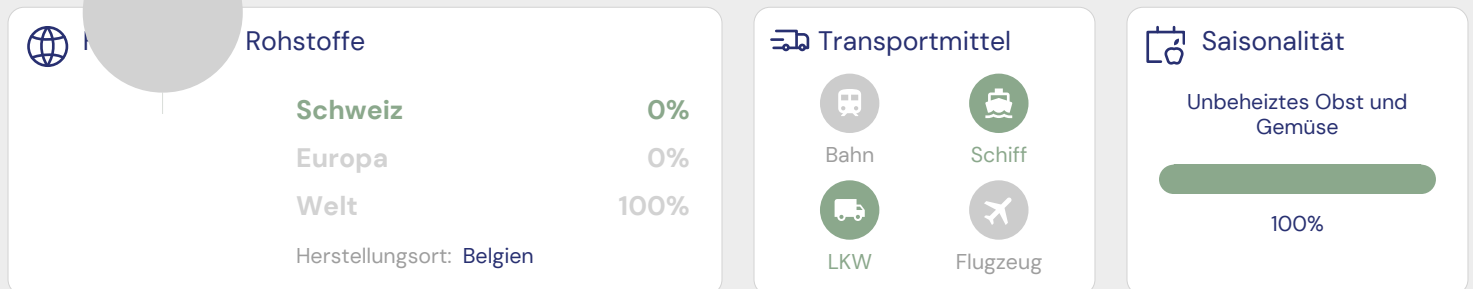 Rohstoffe
Schweiz 0%
Europa 0%
Welt 100%
Herstellungsort: Belgien
Transportmittel
Bahn
Schiff
LKW
Flugzeug
Saisonalität
Unbeheiztes Obst und
Gemüse
100%